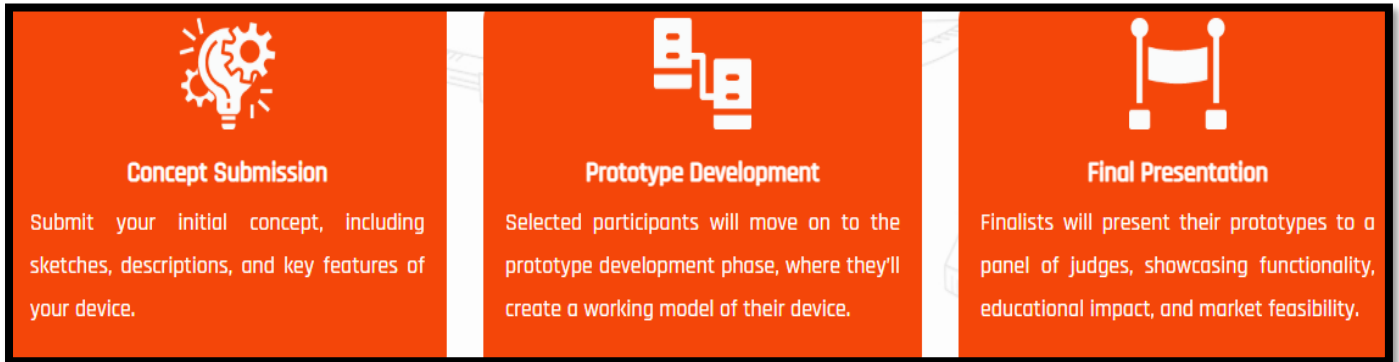 Concept Submission
Submit your initial concept, including
sketches, descriptions, and key features of
your device.
Prototype Development
Selected participants will move on to the
prototype development phase, where they'll
create a working model of their device.
Final Presentation
Finalists will present their prototypes to a
panel of judges, showcasing functionality,
educational impact, and market feasibility.